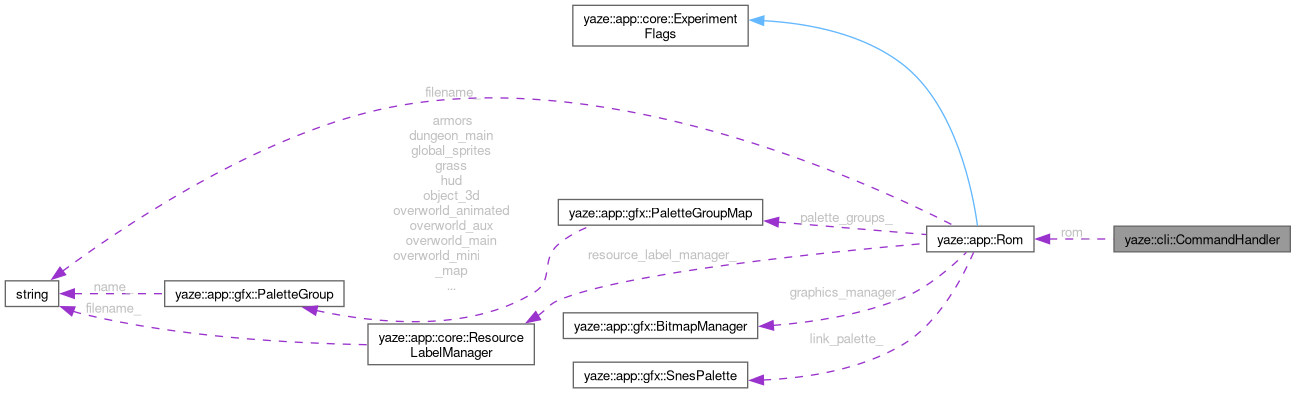 yaze::app::core::Experiment
Flags
filename_
armors
dungeon_main
global_sprites
grass
hud
object_3d
overworld_animated
overworld_aux
overworld_main
overworld_mini
_map
...
yaze::app::gfx::PaletteGroupMap
palette_groups_
yaze::app::Rom
rom_
yaze::cli::CommandHandler
resource_label_manager_
string
name_
yaze::app::gfx::PaletteGroup
graphics_manager
filename_
yaze::app::core::Resource
LabelManager
yaze::app::gfx::BitmapManager
link_palette_
yaze::app::gfx::SnesPalette